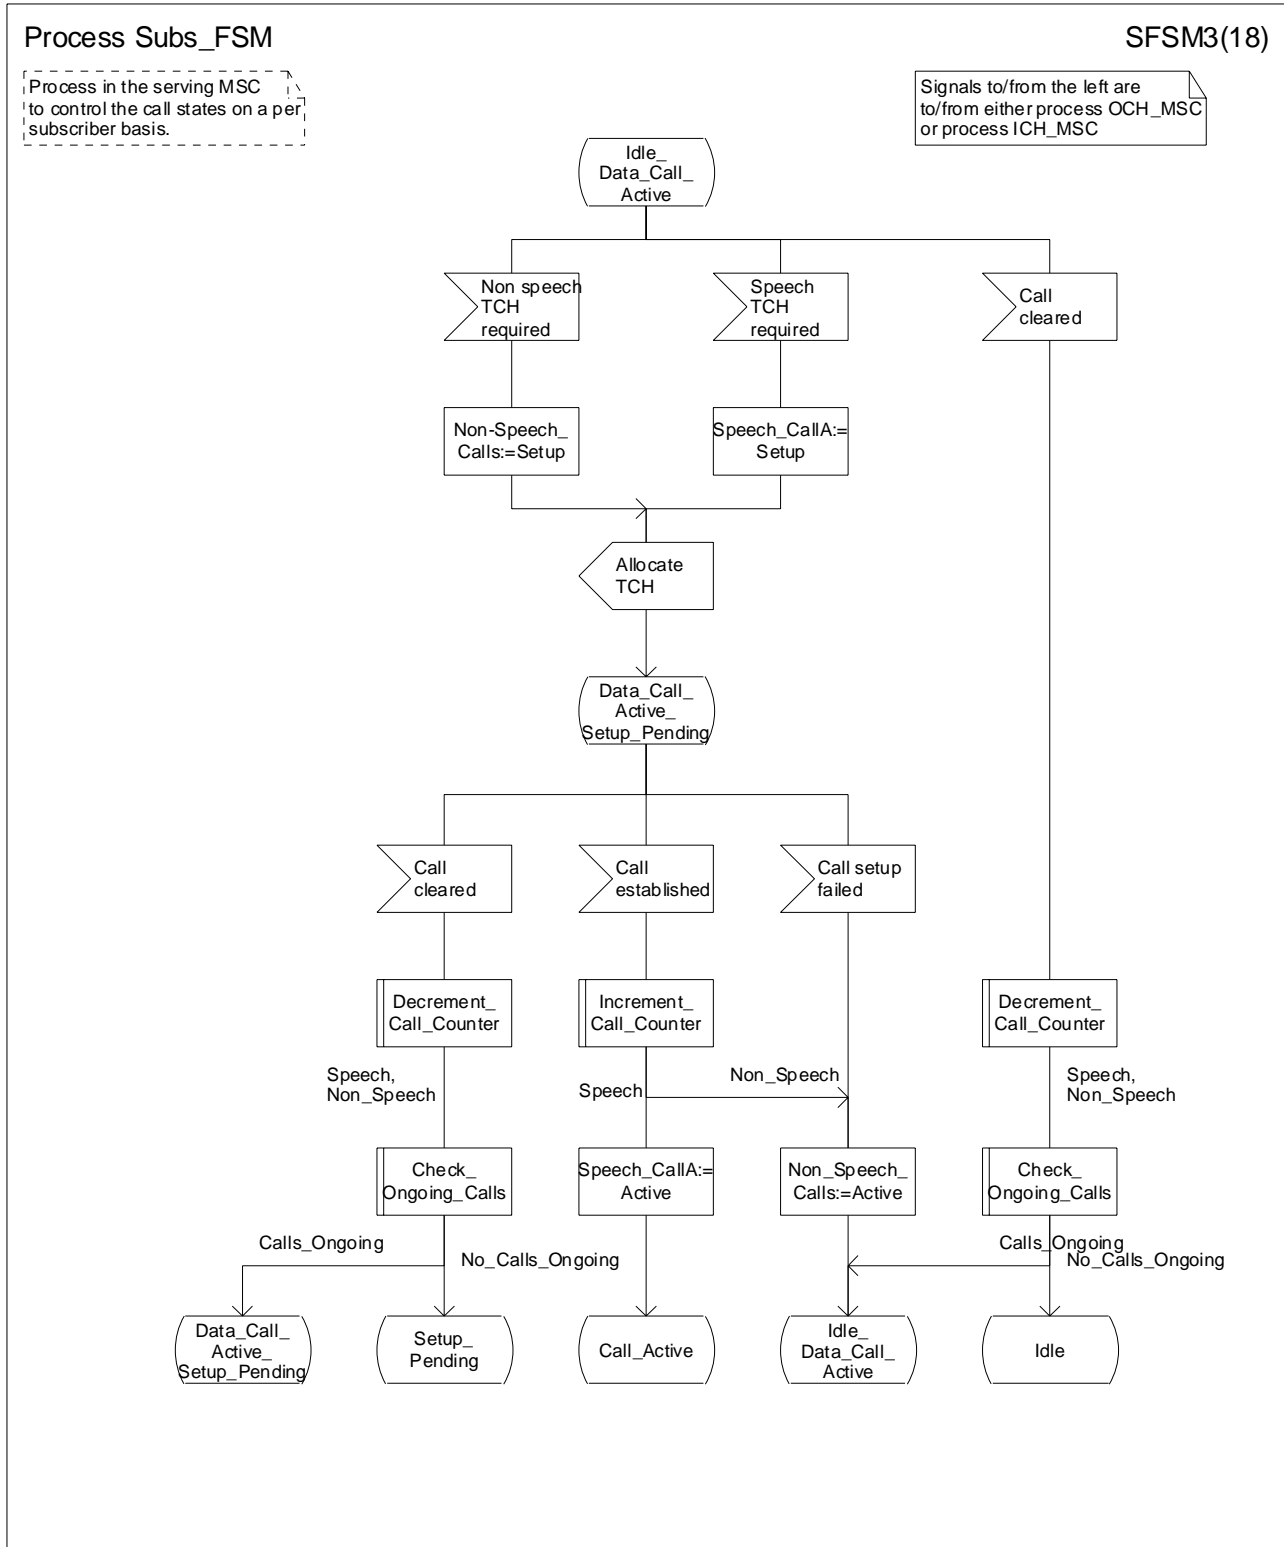 Process Subs_FSM
SFSM3(18)
Process in the serving MSC
to control the call states on a per
subscriber basis.
Signals to/from the left are
to/from either process OCH_MSC
or process ICH_MSC
Idle_
Data_Call_
Active
Non speech
TCH
required
Speech
TCH
required
Call
cleared
Non-Speech_
Calls:=Setup
Speech_CallA:=
Setup
Allocate
TCH
Data_Call_
Active_
Setup_Pending
Call
cleared
Call
established
Call setup
failed
Decrement_
Call_Counter
Increment_
Call_Counter
Decrement_
Call_Counter
Speech,
Non_Speech
Speech
Non_Speech
Speech,
Non_Speech
Check_
Ongoing_Calls
Speech_CallA:=
Active
Non_Speech_
Calls:=Active
Check_
Ongoing_Calls
Calls_Ongoing
No_Calls_Ongoing
Calls_Ongoing
No_Calls_Ongoing
Data_Call_
Active_
Setup_Pending
Setup_
Pending
Call_Active
Idle_
Data_Call_
Active
Idle